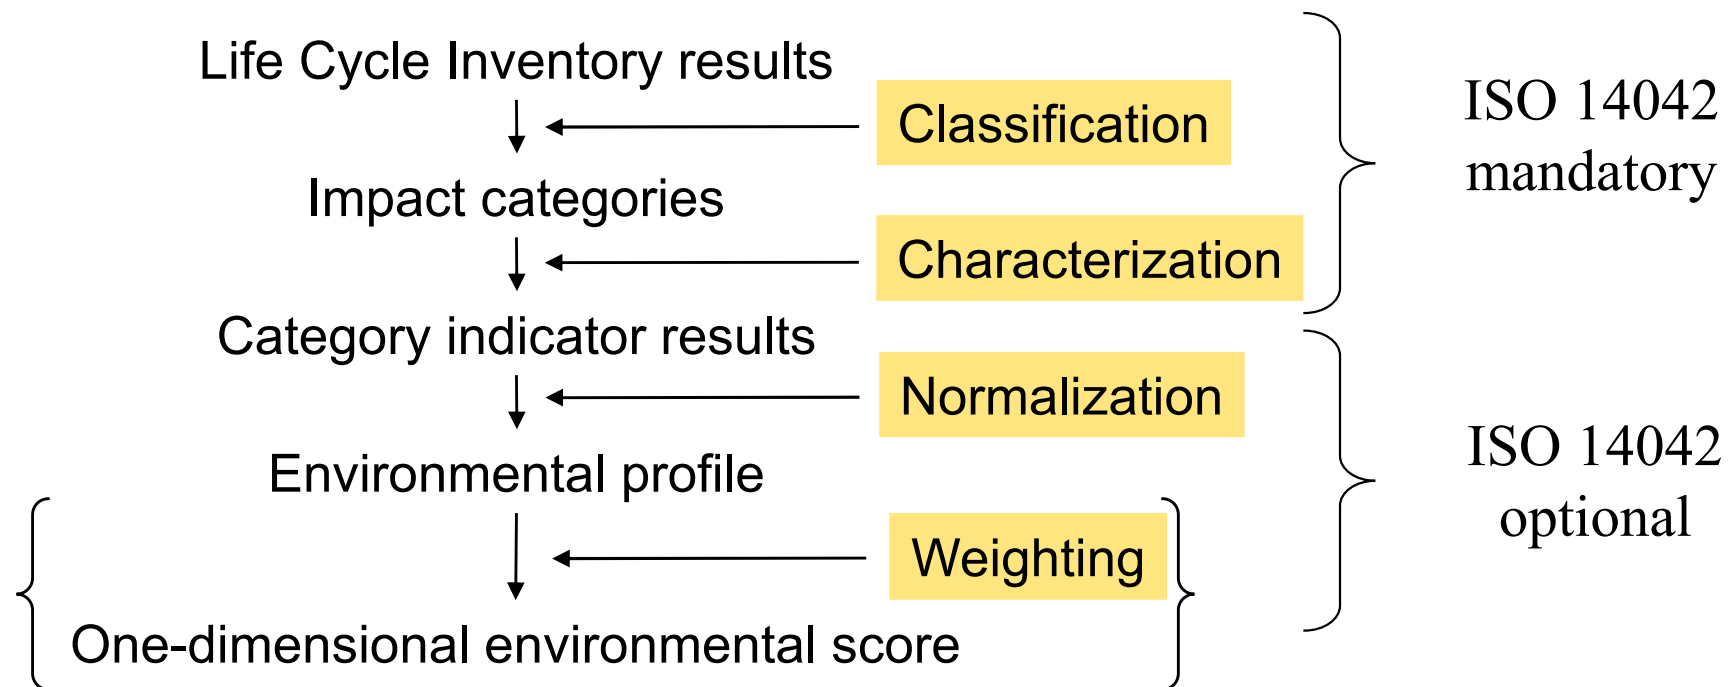 Life Cycle Inventory results
Classification
Impact categories
Characterization
Category indicator results
Normalization
Environmental profile
Weighting
One-dimensional environmental score
ISO 14042
mandatory
ISO 14042
optional